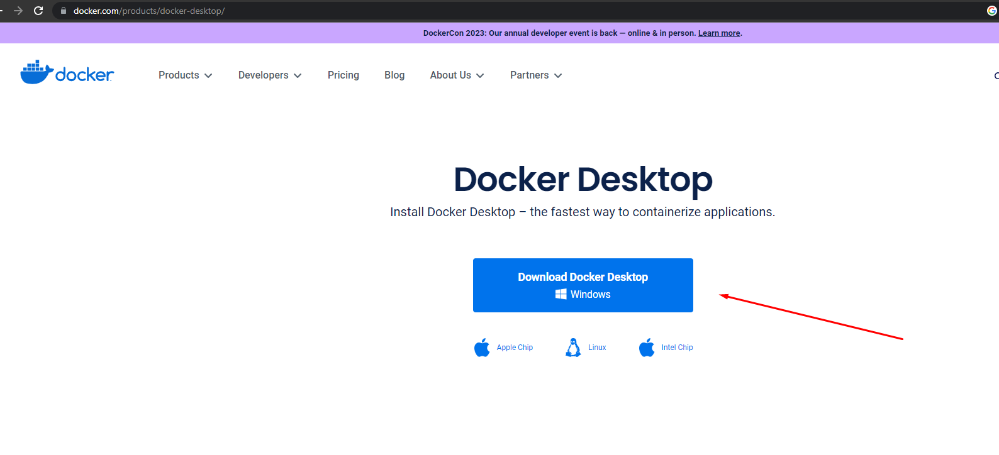 docker.com/products/docker-desktop/
DockerCon 2023: Our annual developer event is back — online & in person. Learn more.
docker
Products
Developers
Pricing
Blog
About Us
Partners
Docker Desktop
Install Docker Desktop – the fastest way to containerize applications.
Download Docker Desktop
Windows
Apple Chip
Linux
Intel Chip